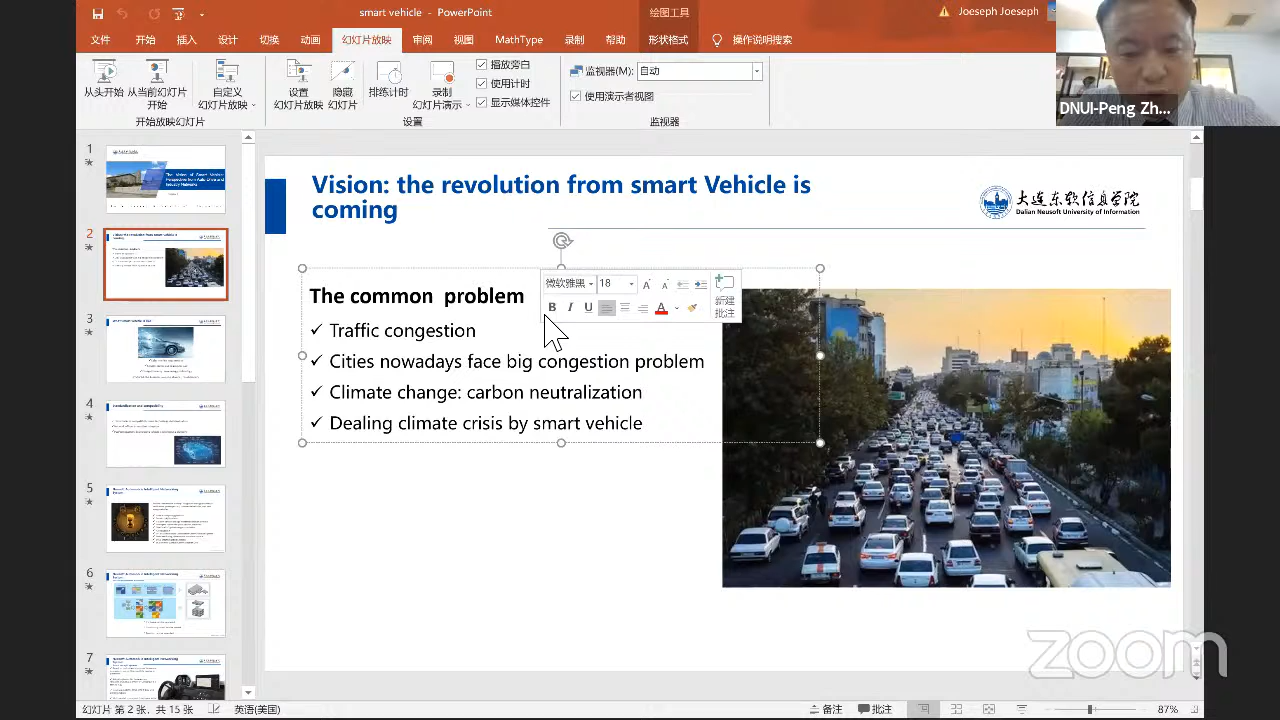 smart vehicle - PowerPoint
绘图工具
Joeseph Joeseph
文件
开始
插入
设计
切换
动画
幻灯片放映
审阅
视图
MathType
录制
帮助
形状格式
操作说明搜索
从头开始
从当前幻灯片
开始
自定义
幻灯片放映
设置
幻灯片放映
隐藏
幻灯片
排练计时
录制
幻灯片演示
播放旁白
使用计时
显示媒体控件
监视器(M):
自动
使用演示者视图
开始放映幻灯片
设置
监视器
DNUI-Peng Zh...
1
2
3
4
5
6
7
Vision: the revolution from smart Vehicle is
coming
大连东软信息学院
Dalian Neusoft University of Information
微软雅黑
18
A
A
B
I
U
A
新建
批注
The common problem
✓ Traffic congestion
✓ Cities nowadays face big congestion problem
✓ Climate change: carbon neutralization
✓ Dealing climate crisis by smart vehicle
zoom
幻灯片 第 2 张，共 15 张
英语(美国)
备注
批注
87%